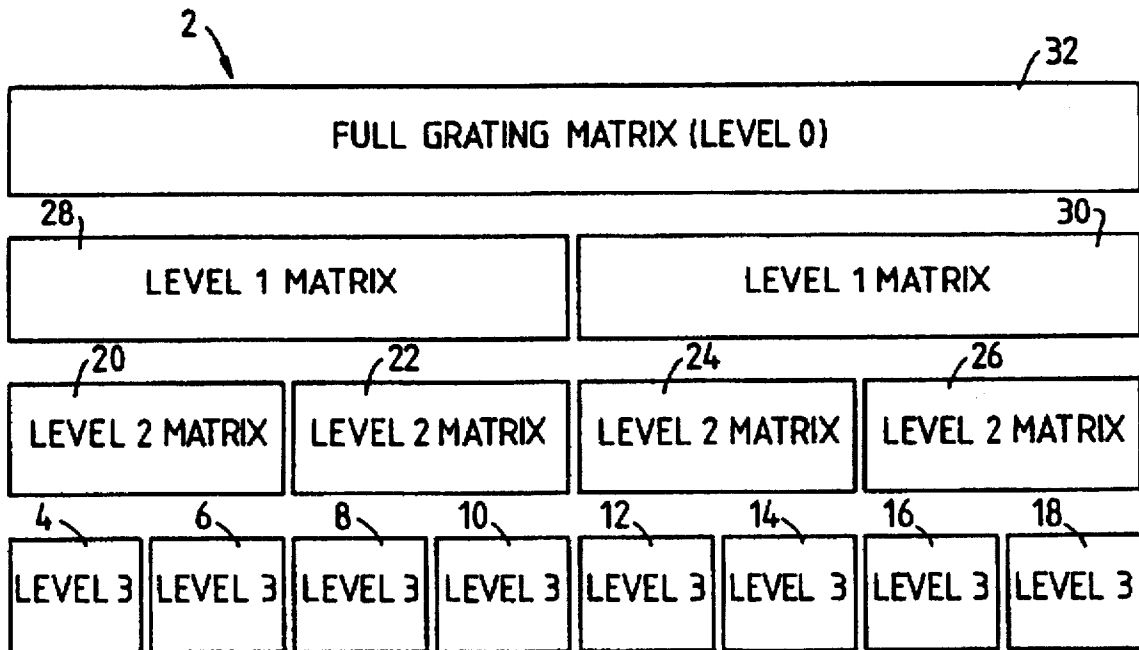 2
32
FULL GRATING MATRIX (LEVEL 0)
28
30
LEVEL 1 MATRIX
LEVEL 1 MATRIX
20
22
24
26
LEVEL 2 MATRIX
LEVEL 2 MATRIX
LEVEL 2 MATRIX
LEVEL 2 MATRIX
4
6
8
10
12
14
16
18
LEVEL 3
LEVEL 3
LEVEL 3
LEVEL 3
LEVEL 3
LEVEL 3
LEVEL 3
LEVEL 3